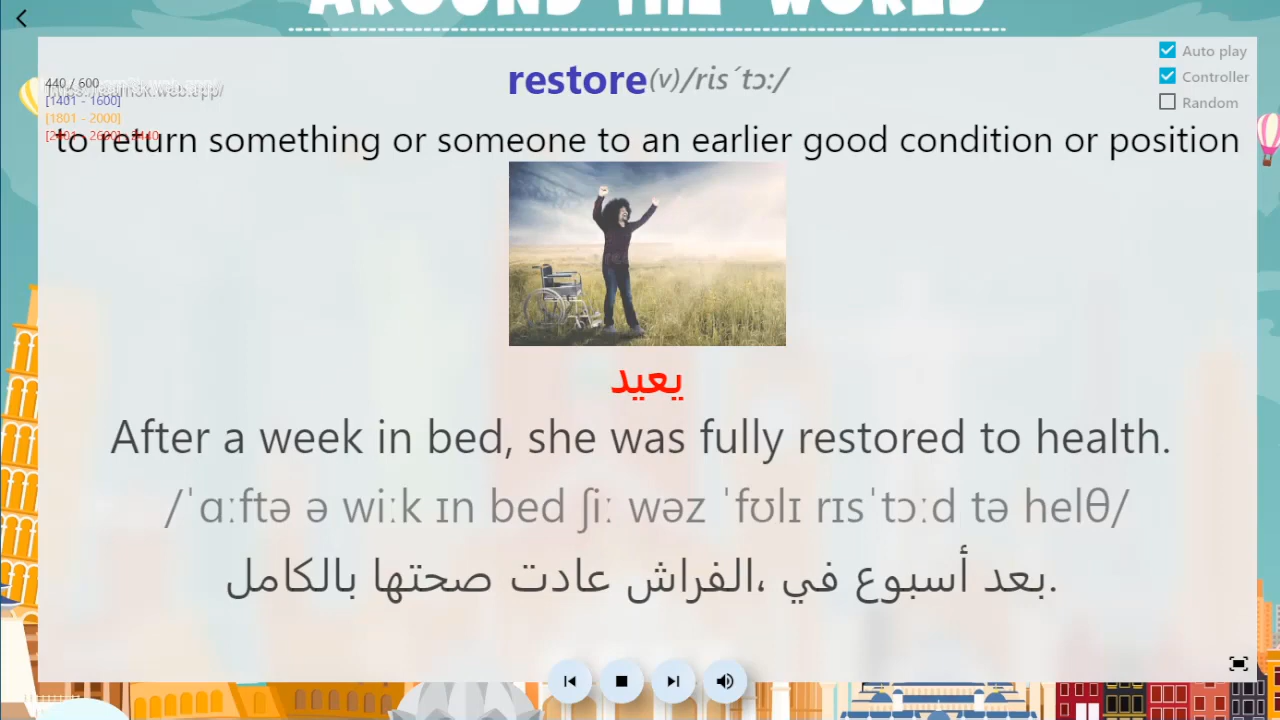 AROUND THE WORLD
440 / 600
[1401 - 1600]
[1801 - 2000]
restore(v)/ris´tɔ:/
Auto play
Controller
Random
to return something or someone to an earlier good condition or position
يعيد
After a week in bed, she was fully restored to health.
/ˈɑːftə ə wiːk ɪn bed ʃiː wəz ˈfʊlɪ rɪsˈtɔːd tə helθ/
بعد أسبوع في الفراش، عادت صحتها بالكامل.